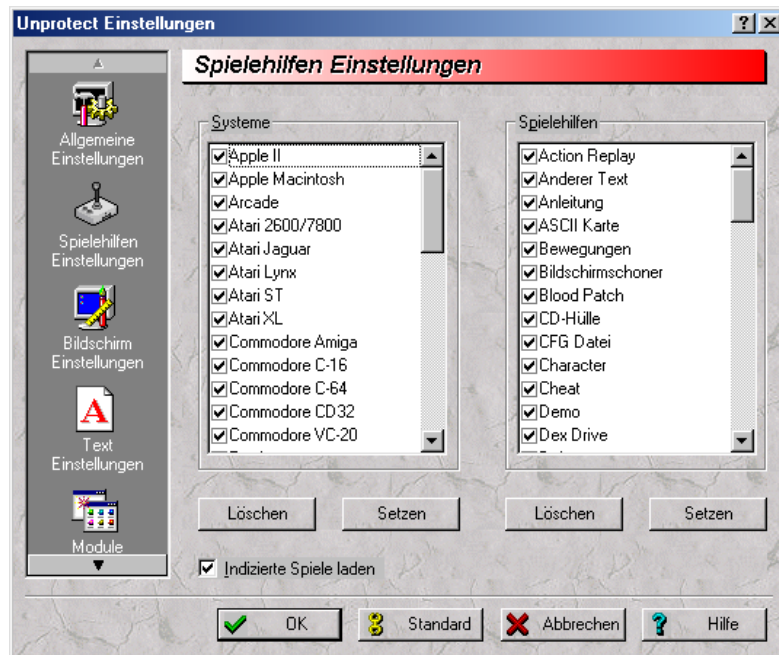 Unprotect Einstellungen
Allgemeine
Einstellungen
Spielehilfen
Einstellungen
Bildschirm
Einstellungen
Text
Einstellungen
Module
Spielehilfen Einstellungen
Systeme
Apple II
Apple Macintosh
Arcade
Atari 2600/7800
Atari Jaguar
Atari Lynx
Atari ST
Atari XL
Commodore Amiga
Commodore C-16
Commodore C-64
Commodore CD32
Commodore VC-20
Löschen
Setzen
Spielehilfen
Action Replay
Anderer Text
Anleitung
ASCII Karte
Bewegungen
Bildschirmschoner
Blood Patch
CD-Hülle
CFG Datei
Character
Cheat
Demo
Dex Drive
Löschen
Setzen
Indizierte Spiele laden
OK
Standard
Abbrechen
Hilfe